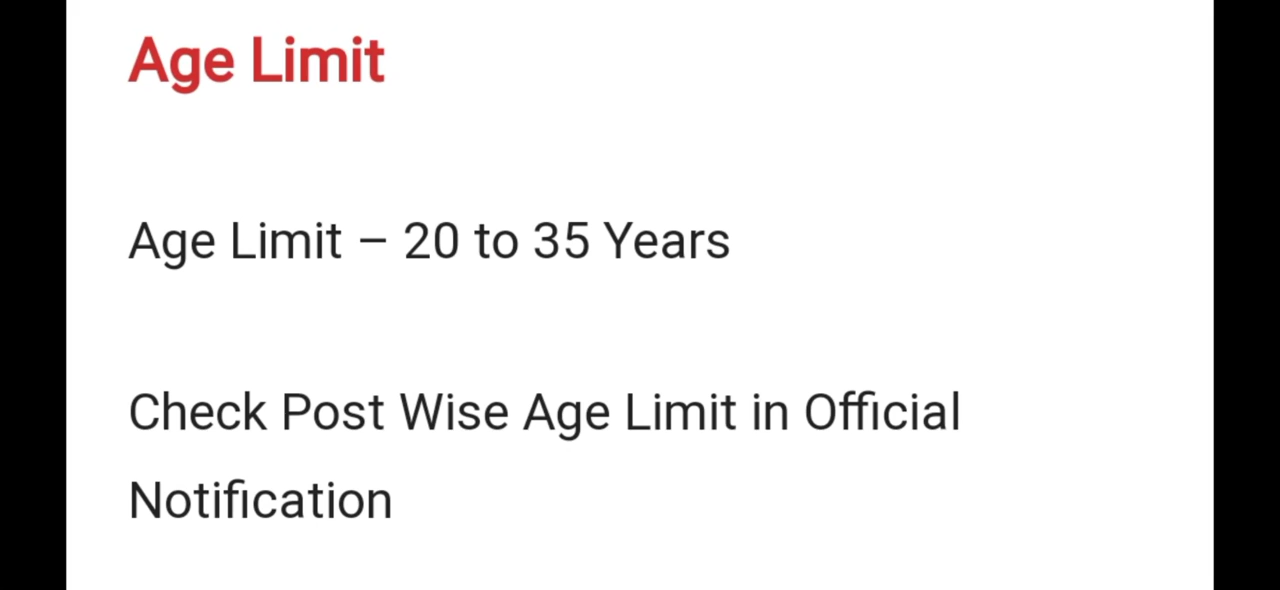 Age Limit
Age Limit – 20 to 35 Years
Check Post Wise Age Limit in Official
Notification